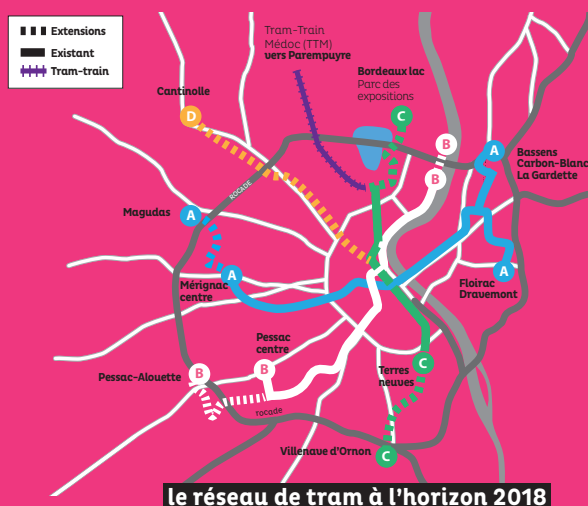 Extensions
Existant
Tram-train
Tram-Train
Médoc (TTM)
vers Parempuyre
Bordeaux lac
Parc des
expositions
Cantinolle
D
C
B
B
A
Bassens
Carbon-Blanc
La Gardette
ROCADE
Magudas
A
A
Mérignac
centre
A
Floirac
Dravemont
Pessac
centre
B
Pessac-Alouette
B
Terres
neuves
C
rocade
Villenave d'Ornon
C
le réseau de tram à l'horizon 2018